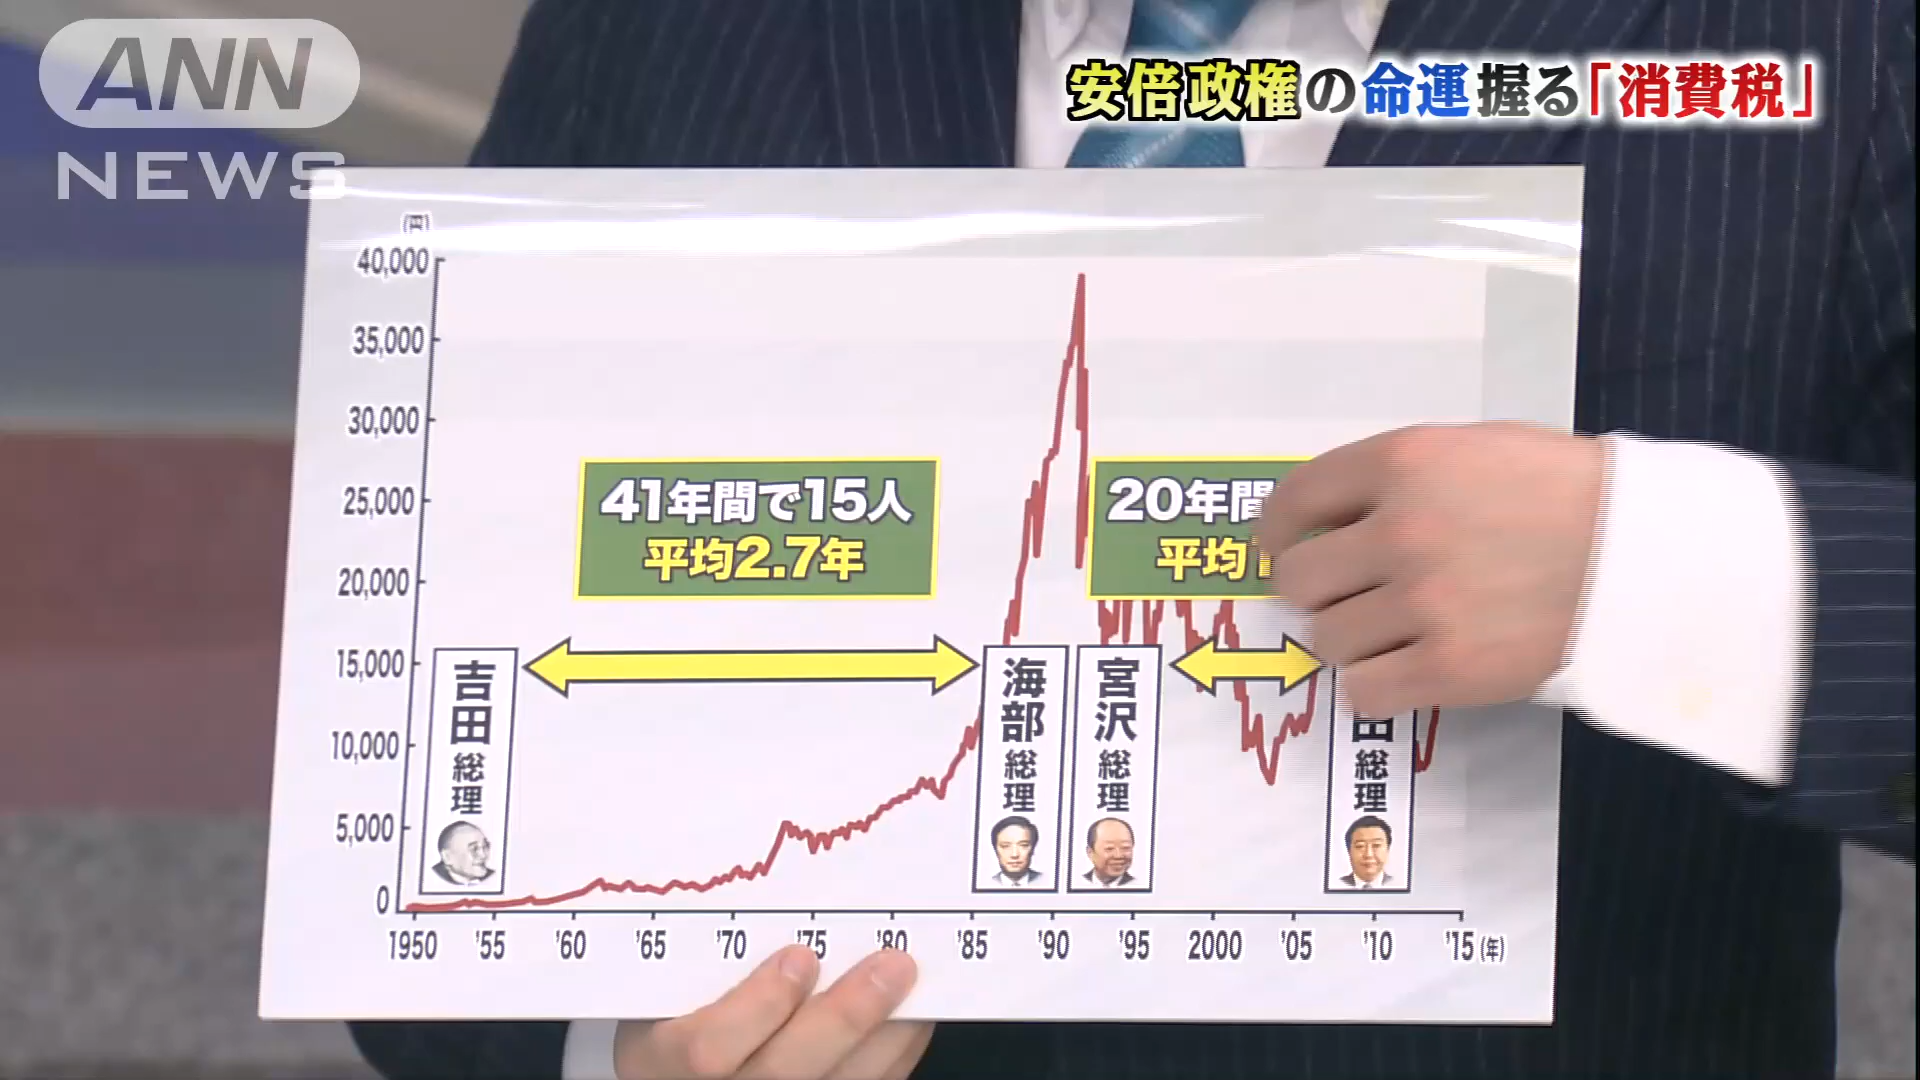 ANN
NEWS
安倍政権の命運握る「消費税」
(円)
40,000
35,000
30,000
25,000
20,000
15,000
10,000
5,000
0
41年間で15人
平均2.7年
20年間
平均1
吉田総理
海部総理
宮沢総理
田総理
1950 '55 '60 '65 '70 '75 '80 '85 '90 '95 2000 '05 '10 '15 (年)